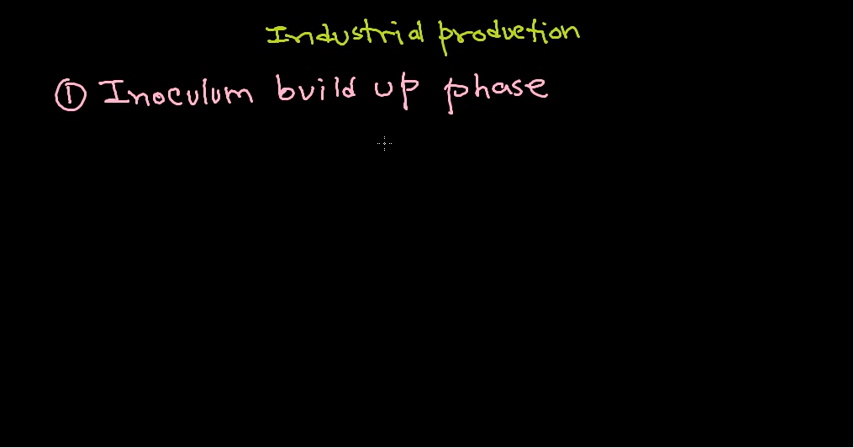 Industrial production
① Inoculum build up phase